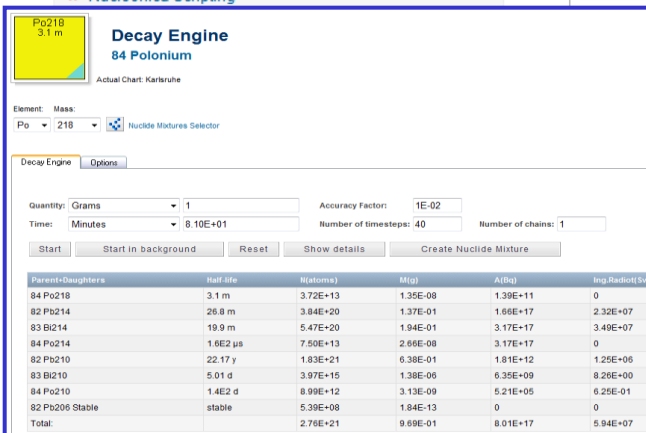 Nucleonica Scripting
Po218
3.1 m
Decay Engine
84 Polonium
Actual Chart: Karlsruhe
Element: Mass:
Po 218 Nuclide Mixtures Selector
Decay Engine Options
Quantity: Grams 1 Accuracy Factor: 1E-02
Time: Minutes 8.10E+01 Number of timesteps: 40 Number of chains: 1
Start Start in background Reset Show details Create Nuclide Mixture
Parent+Daughters Half-life N(atoms) M(g) A(Bq) Ing.Radiot(Sv
84 Po218 3.1 m 3.72E+13 1.35E-08 1.39E+11 0
82 Pb214 26.8 m 3.84E+20 1.37E-01 1.66E+17 2.32E+07
83 Bi214 19.9 m 5.47E+20 1.94E-01 3.17E+17 3.49E+07
84 Po214 1.6E2 µs 7.50E+13 2.66E-08 3.17E+17 0
82 Pb210 22.17 y 1.83E+21 6.38E-01 1.81E+12 1.25E+06
83 Bi210 5.01 d 3.97E+15 1.38E-06 6.35E+09 8.26E+00
84 Po210 1.4E2 d 8.99E+12 3.13E-09 5.21E+05 6.25E-01
82 Pb206 Stable stable 5.39E+08 1.84E-13 0 0
Total: 2.76E+21 9.69E-01 8.01E+17 5.94E+07